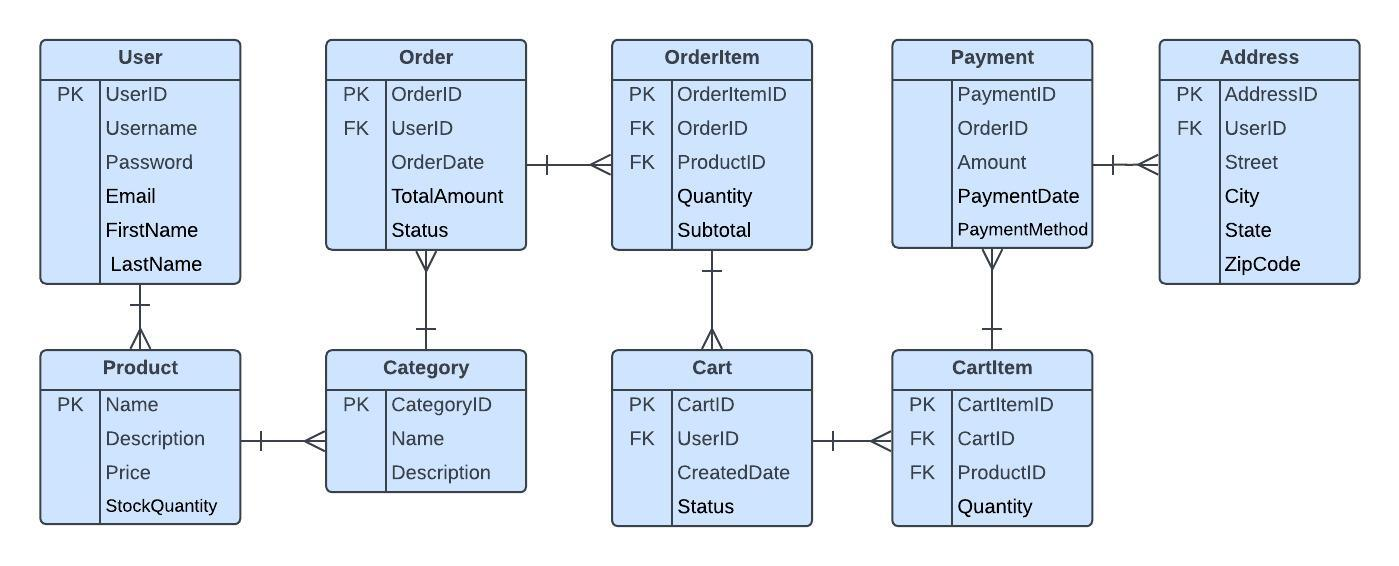 User
PK UserID
Username
Password
Email
FirstName
LastName
Order
PK OrderID
FK UserID
OrderDate
TotalAmount
Status
OrderItem
PK OrderItemID
FK OrderID
FK ProductID
Quantity
Subtotal
Payment
PaymentID
OrderID
Amount
PaymentDate
PaymentMethod
Address
PK AddressID
FK UserID
Street
City
State
ZipCode
Product
PK Name
Description
Price
StockQuantity
Category
PK CategoryID
Name
Description
Cart
PK CartID
FK UserID
CreatedDate
Status
CartItem
PK CartItemID
FK CartID
FK ProductID
Quantity